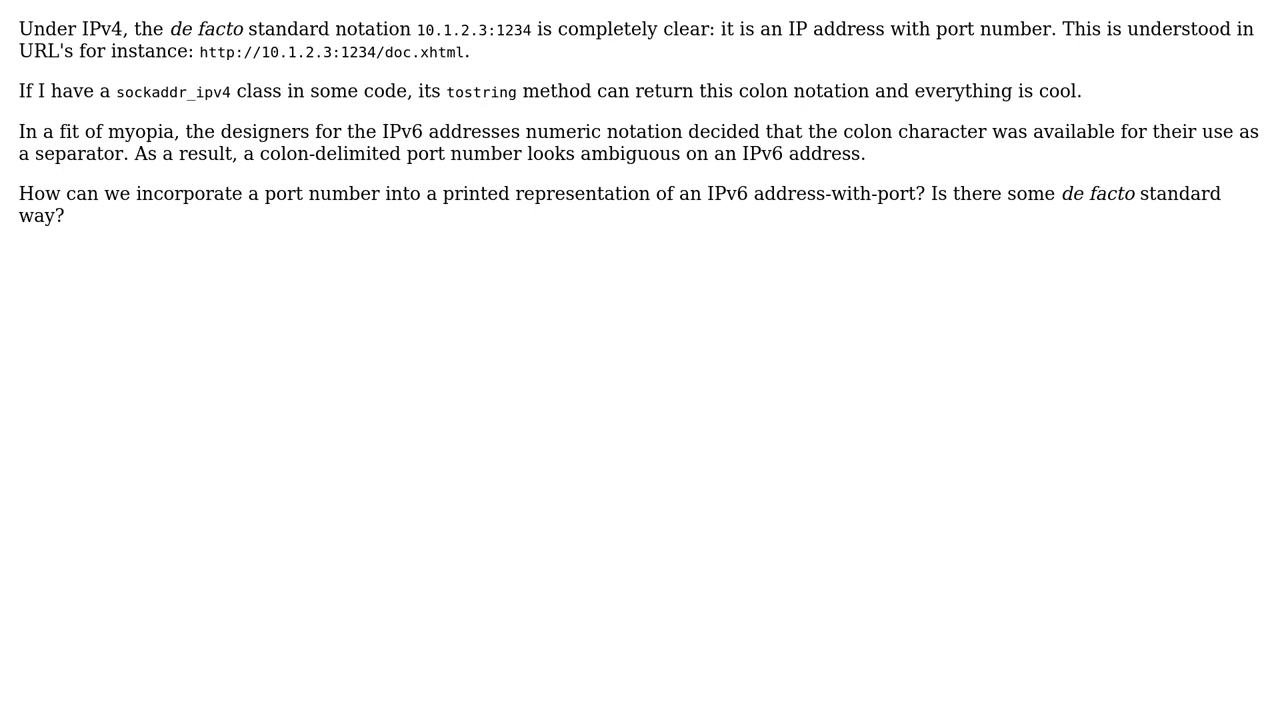 Under IPv4, the de facto standard notation 10.1.2.3:1234 is completely clear: it is an IP address with port number. This is understood in
URL's for instance: http://10.1.2.3:1234/doc.xhtml.
If I have a sockaddr_ipv4 class in some code, its tostring method can return this colon notation and everything is cool.
In a fit of myopia, the designers for the IPv6 addresses numeric notation decided that the colon character was available for their use as
a separator. As a result, a colon-delimited port number looks ambiguous on an IPv6 address.
How can we incorporate a port number into a printed representation of an IPv6 address-with-port? Is there some de facto standard
way?